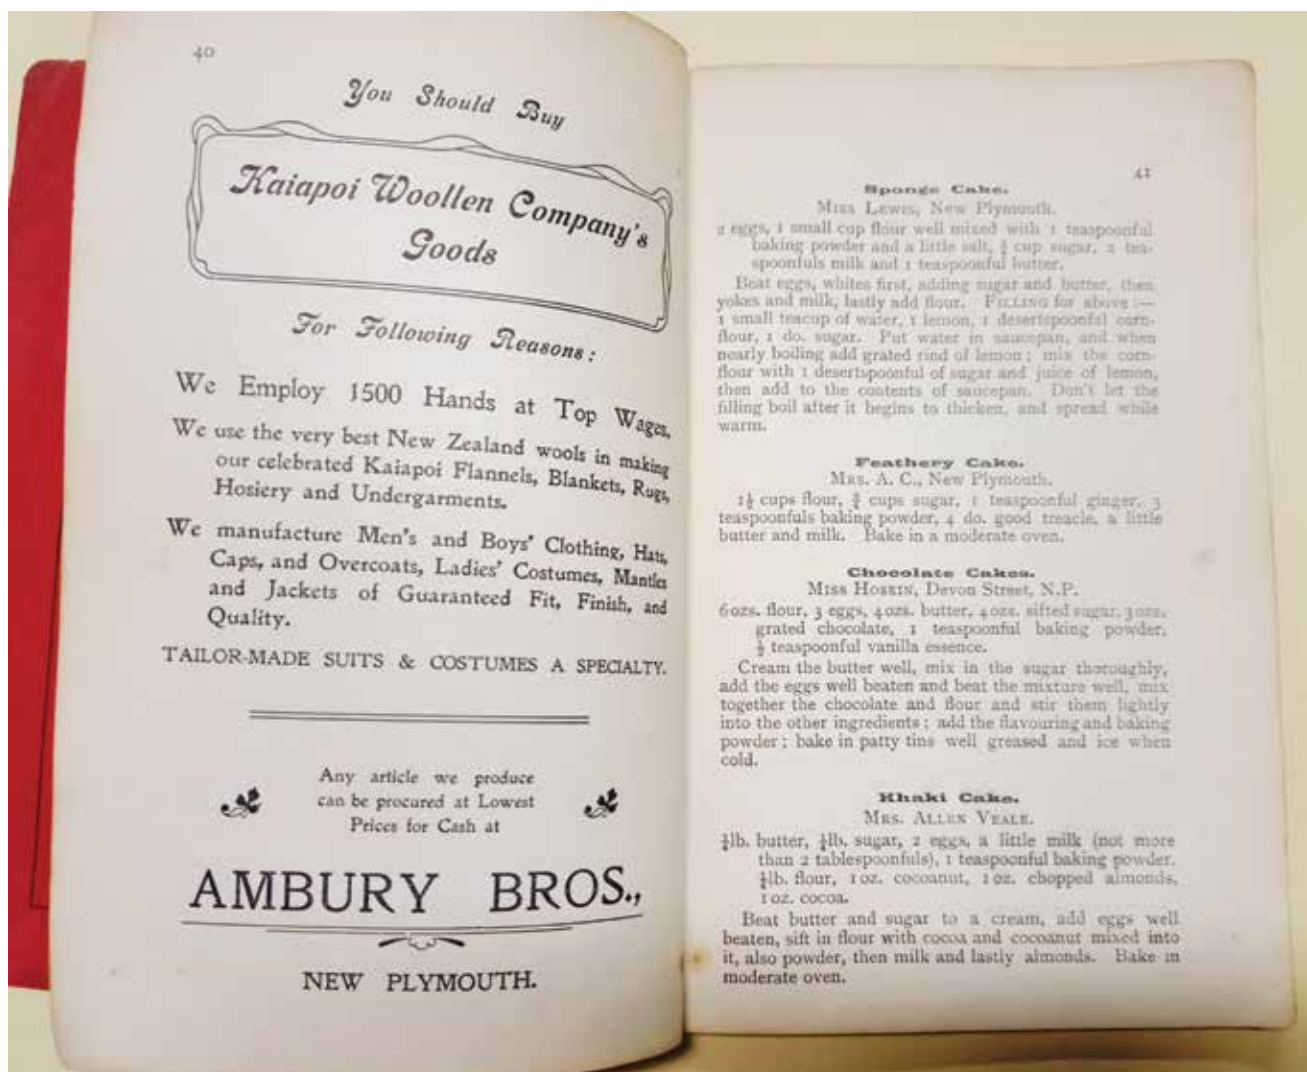 40
You Should Buy
Kaiapoi Woollen Company's
Goods
For Following Reasons:
We Employ 1500 Hands at Top Wages.
We use the very best New Zealand wools in making
our celebrated Kaiapoi Flannels, Blankets, Rugs,
Hosiery and Undergarments.
We manufacture Men's and Boys' Clothing, Hats,
Caps, and Overcoats, Ladies' Costumes, Mantles
and Jackets of Guaranteed Fit, Finish, and
Quality.
TAILOR-MADE SUITS & COSTUMES A SPECIALTY.
Any article we produce
can be procured at Lowest
Prices for Cash at
AMBURY BROS.,
NEW PLYMOUTH.
41
Sponge Cake.
Miss Lewin, New Plymouth.
2 eggs, 1 small cup flour well mixed with 1 teaspoonful
baking powder and a little salt, cup sugar, 2 tea-
spoonfuls milk and 1 teaspoonful butter.
Beat eggs, whites first, adding sugar and butter, then
yokes and milk, lastly add flour. Filling for above :—
1 small teacup of water, 1 lemon, 1 desertspoonful corn-
flour, 1 do. sugar. Put water in saucepan, and when
nearly boiling add grated rind of lemon ; mix the corn-
flour with 1 desertspoonful of sugar and juice of lemon,
then add to the contents of saucepan. Don't let the
filling boil after it begins to thicken, and spread while
warm.
Feathery Cake.
Mrs. A. C., New Plymouth.
1½ cups flour, ¾ cups sugar, 1 teaspoonful ginger, 3
teaspoonfuls baking powder, 4 do. good treacle, a little
butter and milk. Bake in a moderate oven.
Chocolate Cakes.
Miss Hoskin, Devon Street, N.P.
6 ozs. flour, 3 eggs, 4 ozs. butter, 4 ozs. sifted sugar, 3 ozs.
grated chocolate, 1 teaspoonful baking powder,
½ teaspoonful vanilla essence.
Cream the butter well, mix in the sugar thoroughly,
add the eggs well beaten and beat the mixture well, mix
together the chocolate and flour and stir them lightly
into the other ingredients ; add the flavouring and baking
powder ; bake in patty tins well greased and ice when
cold.
Khaki Cake.
Mrs. Allen Veale.
¼lb. butter, ¼lb. sugar, 2 eggs, a little milk (not more
than 2 tablespoonfuls), 1 teaspoonful baking powder,
lb. flour, 1 oz. cocoanut, 1 oz. chopped almonds,
1 oz. cocoa.
Beat butter and sugar to a cream, add eggs well
beaten, sift in flour with cocoa and cocoanut mixed into
it, also powder, then milk and lastly almonds. Bake in
moderate oven.